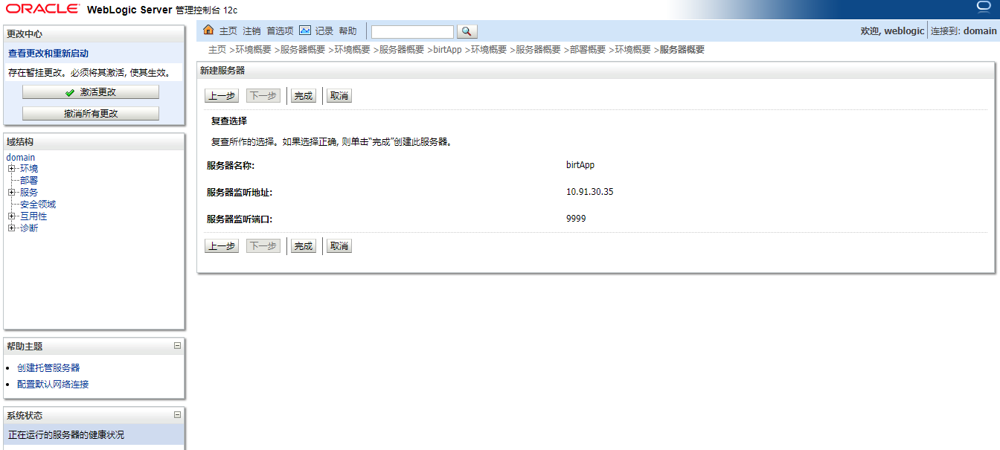 ORACLE WebLogic Server 管理控制台 12c
更改中心
查看更改和重新启动
存在暂挂更改。必须将其激活, 使其生效。
激活更改
撤消所有更改
域结构
domain
环境
部署
服务
安全领域
互用性
诊断
帮助主题
创建托管服务器
配置默认网络连接
系统状态
正在运行的服务器的健康状况
主页 注销 首选项 记录 帮助
欢迎, weblogic 连接到: domain
主页 >环境概要 >服务器概要 >环境概要 >服务器概要 >birtApp >环境概要 >服务器概要 >部署概要 >环境概要 >服务器概要
新建服务器
上一步 下一步 完成 取消
复查选择
复查所作的选择。如果选择正确, 则单击“完成”创建此服务器。
服务器名称: birtApp
服务器监听地址: 10.91.30.35
服务器监听端口: 9999
上一步 下一步 完成 取消